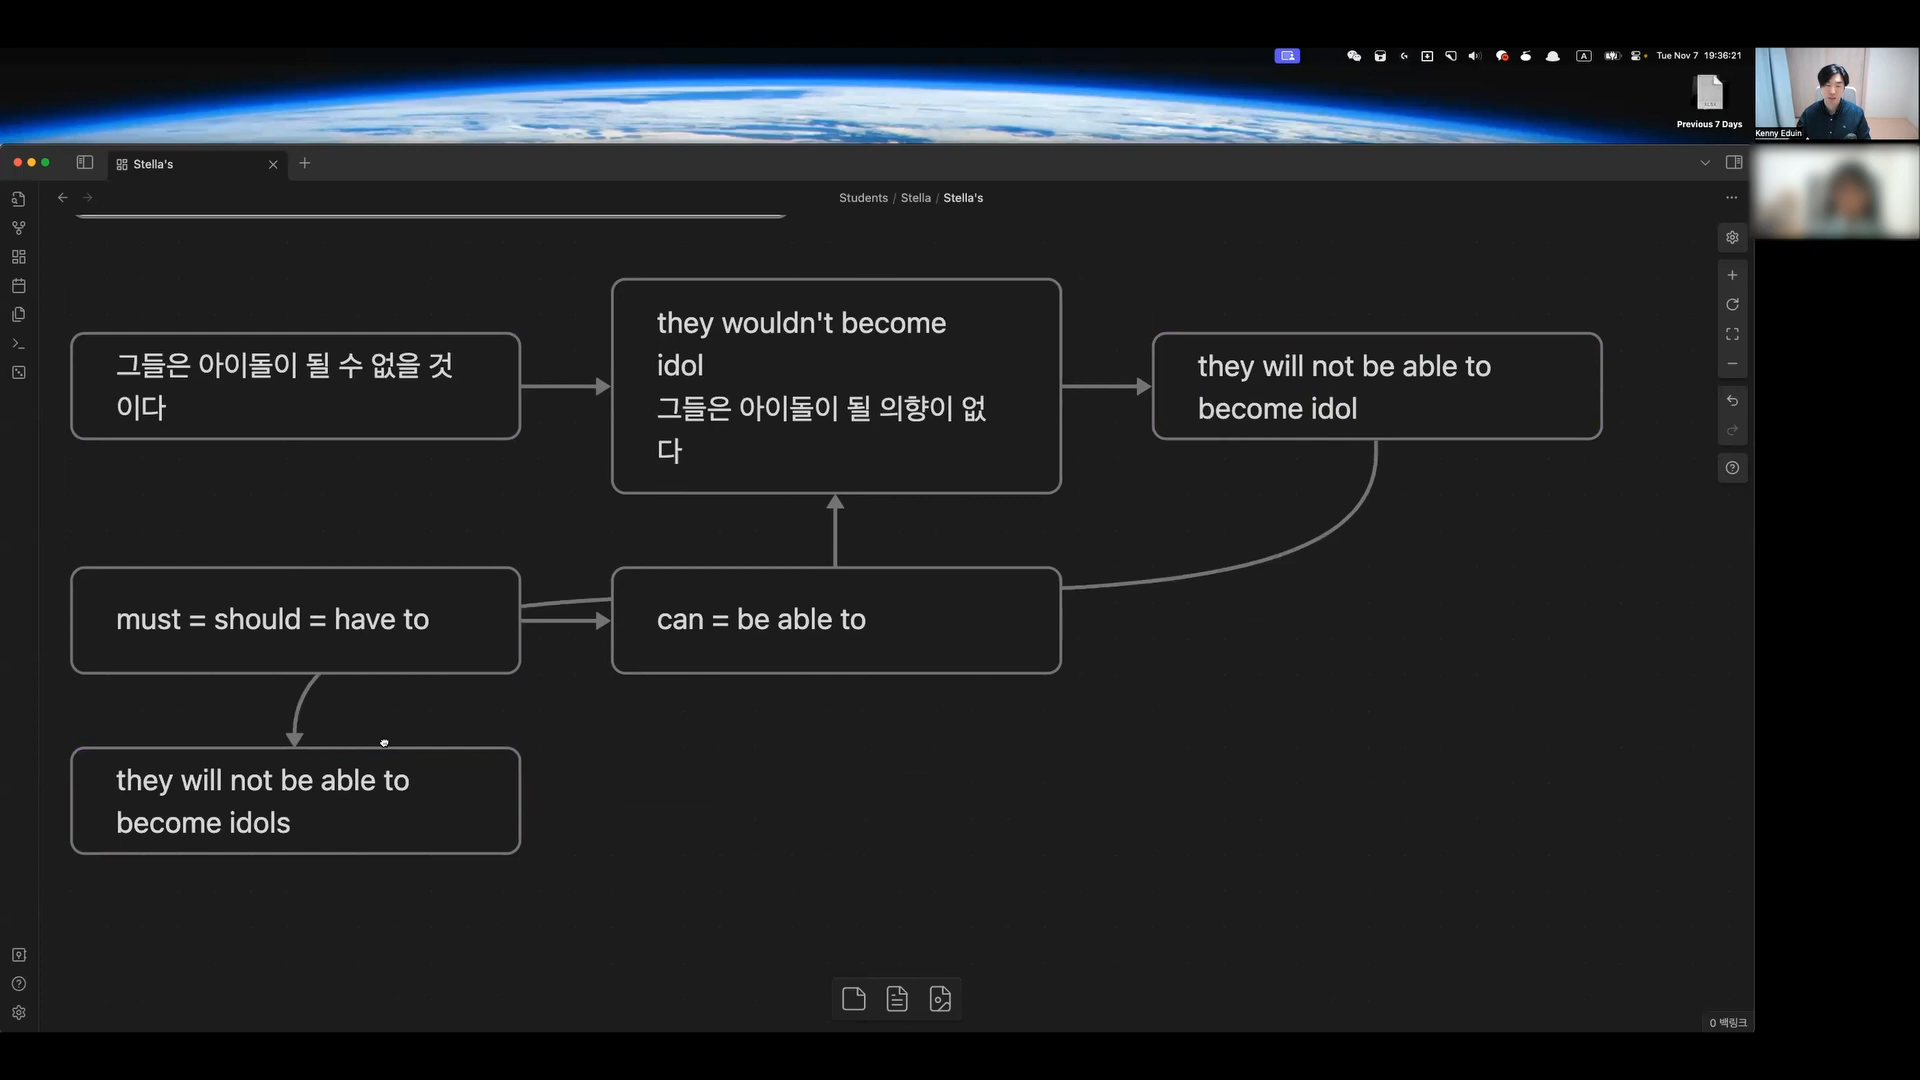 Tue Nov 7 19:36:21
Previous 7 Days
Kenny Eduin
Stella's
Students / Stella / Stella's
그들은 아이돌이 될 수 없을 것
이다
they wouldn't become
idol
그들은 아이돌이 될 의향이 없
다
they will not be able to
become idol
must = should = have to
can = be able to
they will not be able to
become idols
0 백링크